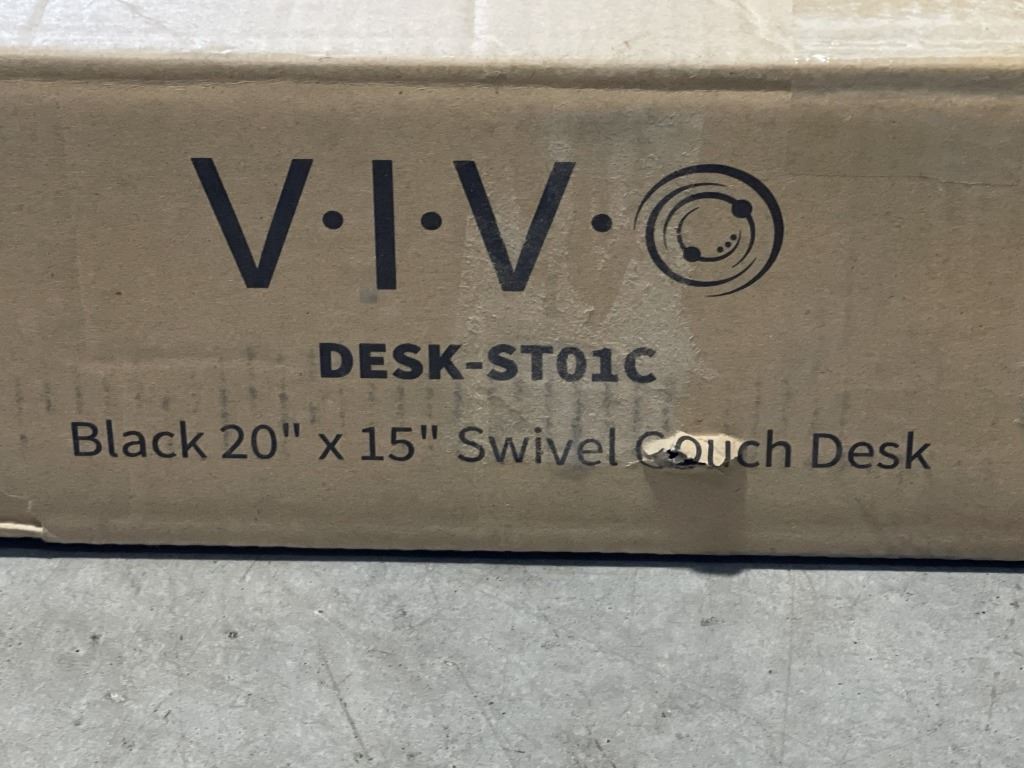 V·I·V·O
DESK-ST01C
Black 20" x 15" Swivel Couch Desk